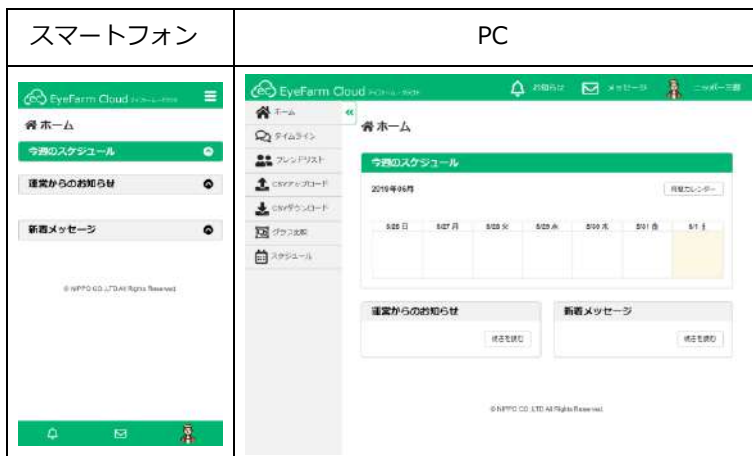 スマートフォン
PC
EyeFarm Cloud
ホーム
今週のスケジュール
運営からのお知らせ
新着メッセージ
© NIPPO CO.,LTD All Rights Reserved.
EyeFarm Cloud
お知らせ
メッセージ
ホーム
タイムライン
フレンドリスト
CSVアップロード
CSVダウンロード
グラフ比較
スケジュール
ホーム
今週のスケジュール
2019年06月
月間カレンダー
5/26 日
5/27 月
5/28 火
5/29 水
5/30 木
5/31 金
6/1 土
運営からのお知らせ
続きを読む
新着メッセージ
続きを読む
© NIPPO CO.,LTD All Rights Reserved.